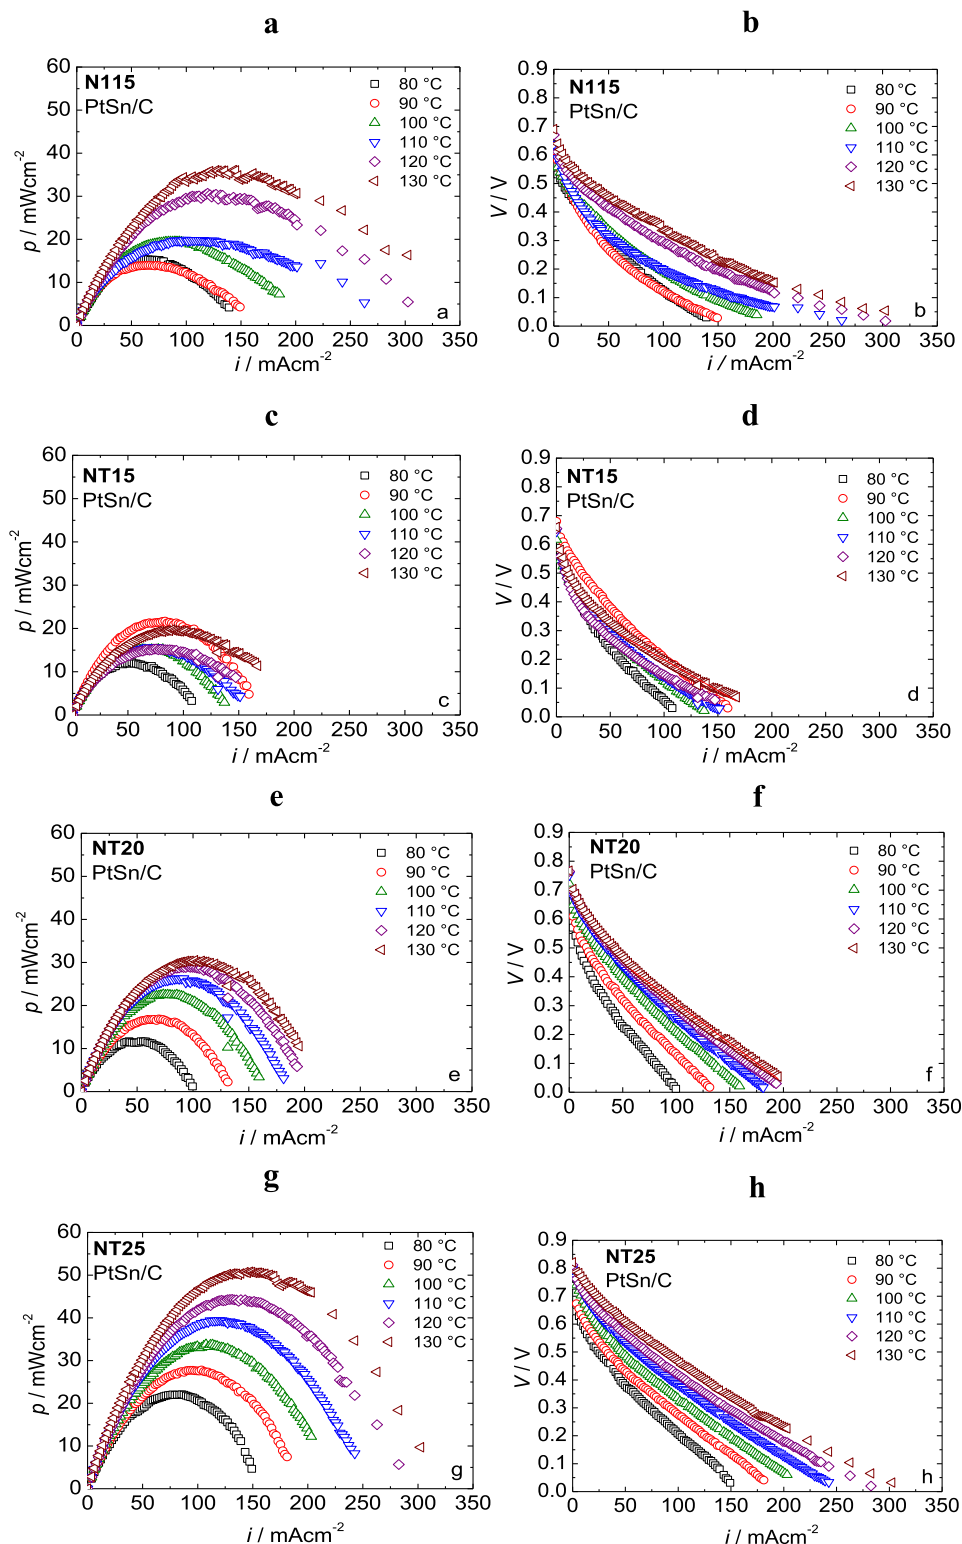 a
b
60
50
40
30
20
10
0
p / mWcm-2
N115
PtSn/C
80 °C
90 °C
100 °C
110 °C
120 °C
130 °C
a
0 50 100 150 200 250 300 350
i / mAcm-2
0.9
0.8
0.7
0.6
0.5
0.4
0.3
0.2
0.1
0.0
V / V
N115
PtSn/C
80 °C
90 °C
100 °C
110 °C
120 °C
130 °C
b
0 50 100 150 200 250 300 350
i / mAcm-2
c
d
60
50
40
30
20
10
0
p / mWcm-2
NT15
PtSn/C
80 °C
90 °C
100 °C
110 °C
120 °C
130 °C
c
0 50 100 150 200 250 300 350
i / mAcm-2
0.9
0.8
0.7
0.6
0.5
0.4
0.3
0.2
0.1
0.0
V / V
NT15
PtSn/C
80 °C
90 °C
100 °C
110 °C
120 °C
130 °C
d
0 50 100 150 200 250 300 350
i / mAcm-2
e
f
60
50
40
30
20
10
0
p / mWcm-2
NT20
PtSn/C
80 °C
90 °C
100 °C
110 °C
120 °C
130 °C
e
0 50 100 150 200 250 300 350
i / mAcm-2
0.9
0.8
0.7
0.6
0.5
0.4
0.3
0.2
0.1
0.0
V / V
NT20
PtSn/C
80 °C
90 °C
100 °C
110 °C
120 °C
130 °C
f
0 50 100 150 200 250 300 350
i / mAcm-2
g
h
60
50
40
30
20
10
0
p / mWcm-2
NT25
PtSn/C
80 °C
90 °C
100 °C
110 °C
120 °C
130 °C
g
0 50 100 150 200 250 300 350
i / mAcm-2
0.9
0.8
0.7
0.6
0.5
0.4
0.3
0.2
0.1
0.0
V / V
NT25
PtSn/C
80 °C
90 °C
100 °C
110 °C
120 °C
130 °C
h
0 50 100 150 200 250 300 350
i / mAcm-2